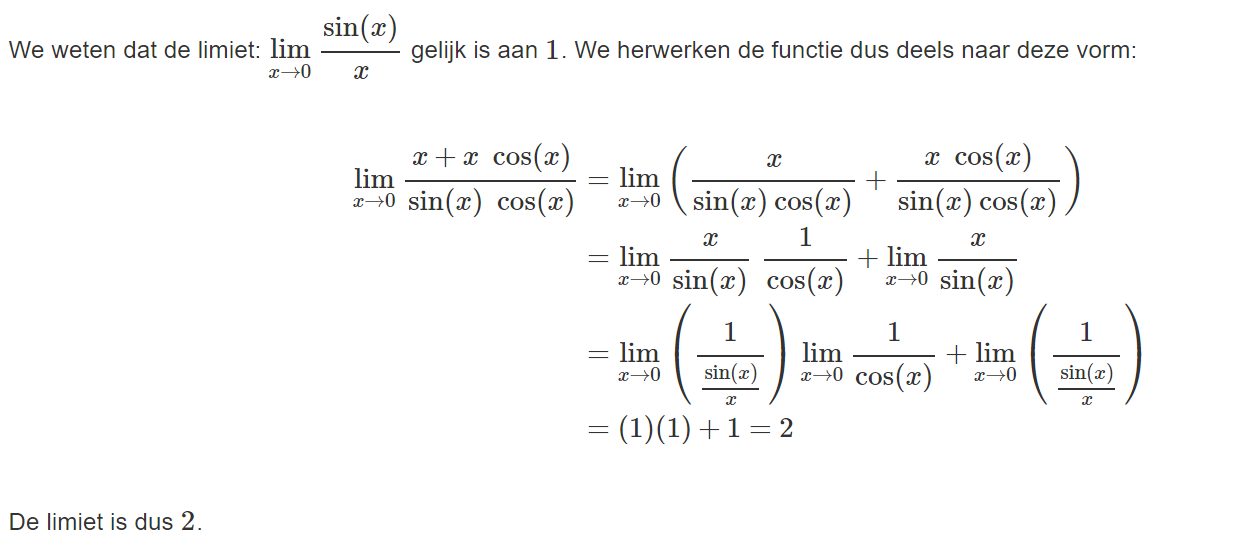 We weten dat de limiet: $\lim_{x \to 0} \frac{\sin(x)}{x}$ gelijk is aan $1$. We herwerken de functie dus deels naar deze vorm:
$\lim_{x \to 0} \frac{x + x \cos(x)}{\sin(x) \cos(x)} = \lim_{x \to 0} \left( \frac{x}{\sin(x) \cos(x)} + \frac{x \cos(x)}{\sin(x) \cos(x)} \right)$
$= \lim_{x \to 0} \frac{x}{\sin(x)} \frac{1}{\cos(x)} + \lim_{x \to 0} \frac{x}{\sin(x)}$
$= \lim_{x \to 0} \left( \frac{1}{\frac{\sin(x)}{x}} \right) \lim_{x \to 0} \frac{1}{\cos(x)} + \lim_{x \to 0} \left( \frac{1}{\frac{\sin(x)}{x}} \right)$
$= (1)(1) + 1 = 2$
De limiet is dus $2$.